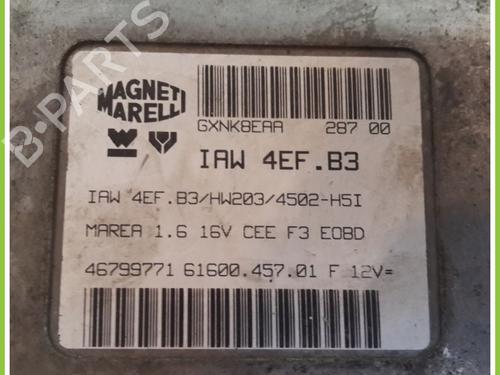 B-PARTS
MAGNETI
MARELLI
GXNK8EAA 287 00
IAW 4EF.B3
IAW 4EF.B3/HW203/4502-H5I
MAREA 1.6 16V CEE F3 EOBD
46799771 61600.457.01 F 12V=